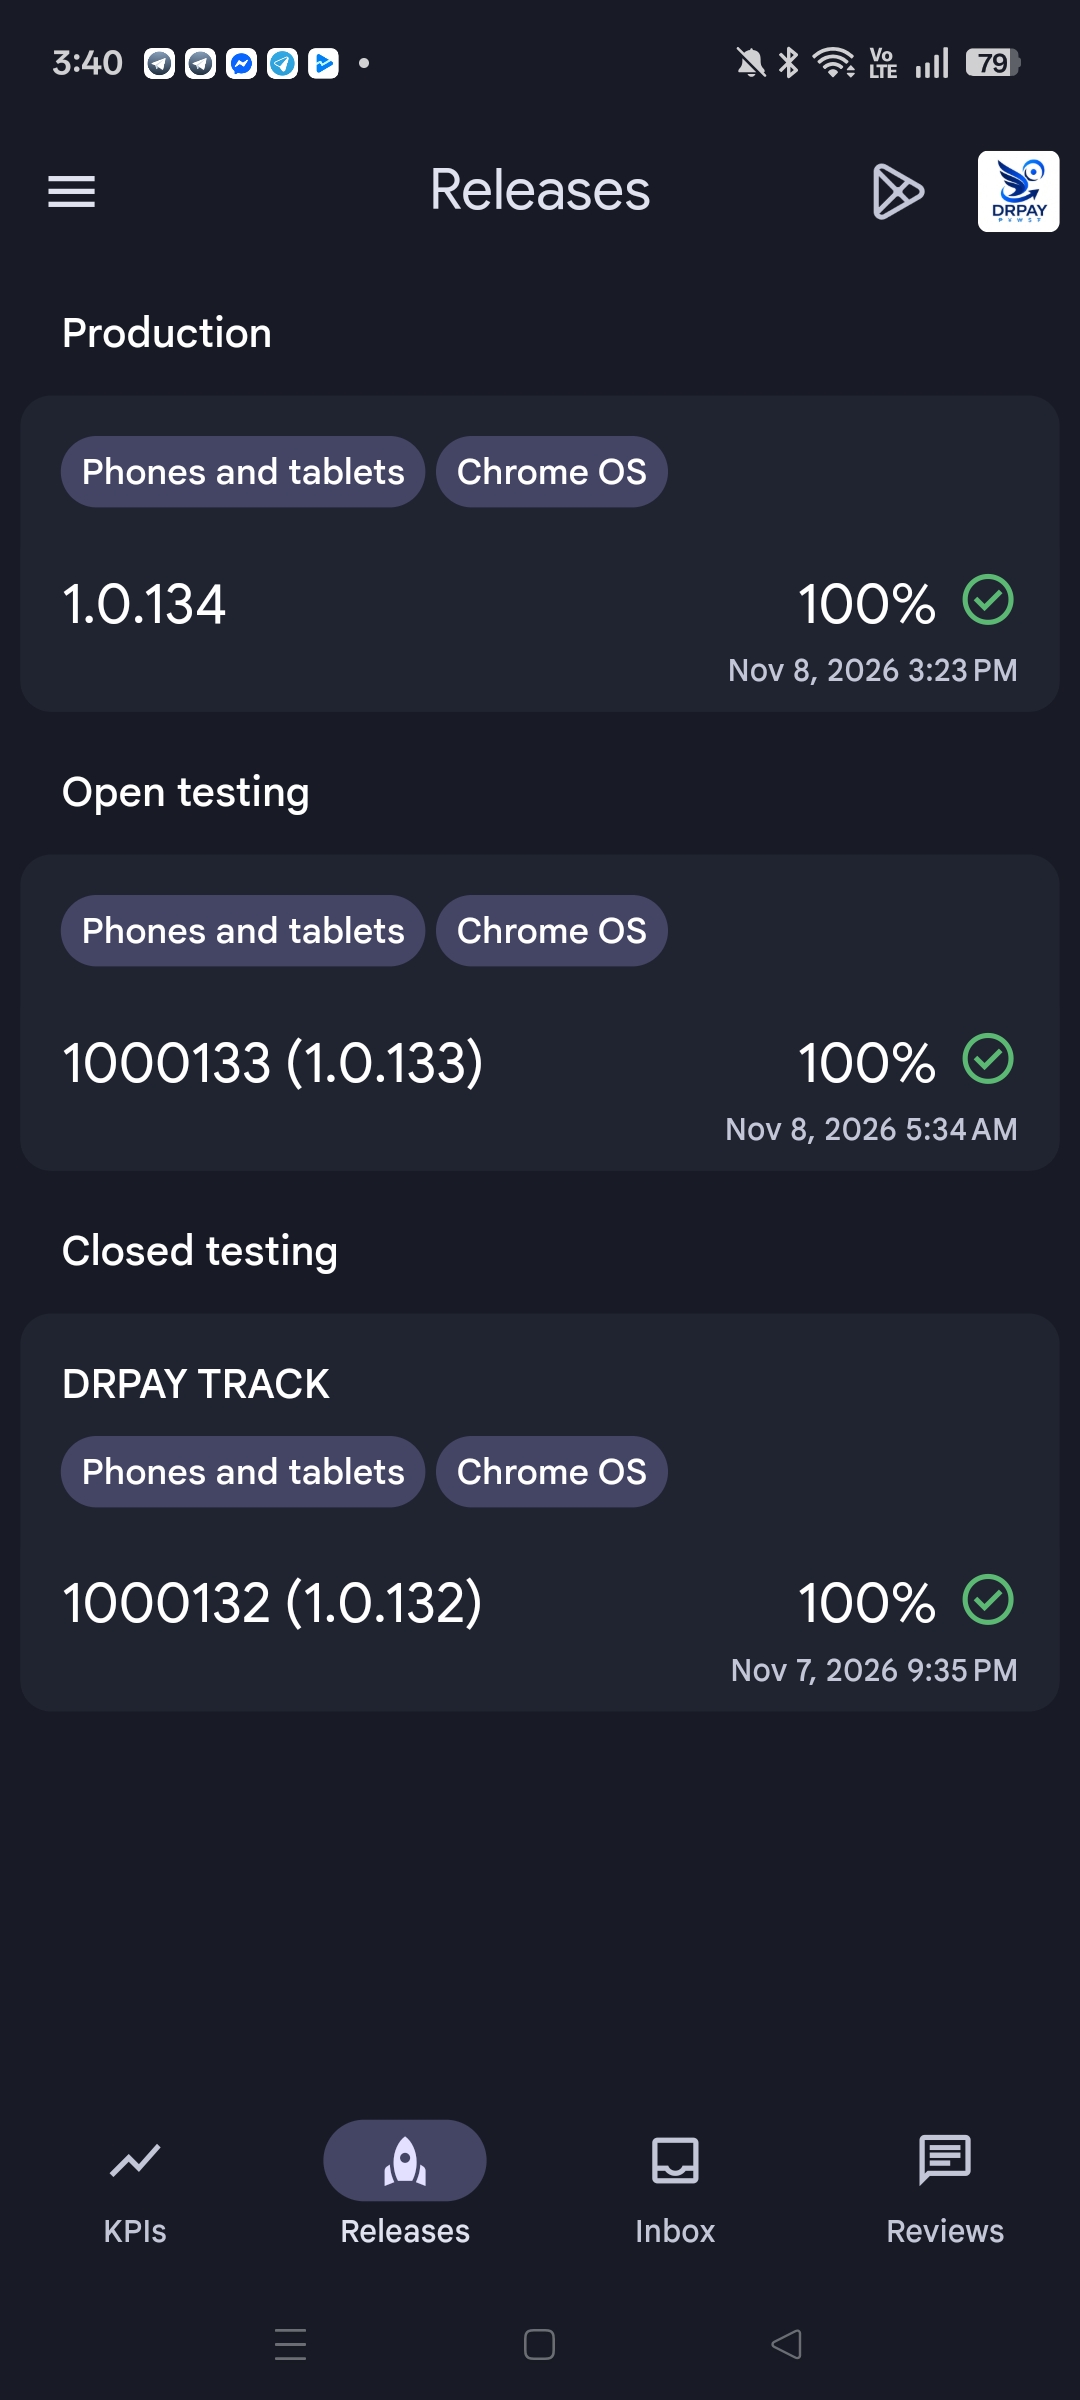 3:40
Vo
LTE
79
Releases
DRPAY
P V W S F
Production
Phones and tablets
Chrome OS
1.0.134
100%
Nov 8, 2026 3:23 PM
Open testing
Phones and tablets
Chrome OS
1000133 (1.0.133)
100%
Nov 8, 2026 5:34 AM
Closed testing
DRPAY TRACK
Phones and tablets
Chrome OS
1000132 (1.0.132)
100%
Nov 7, 2026 9:35 PM
KPIs
Releases
Inbox
Reviews